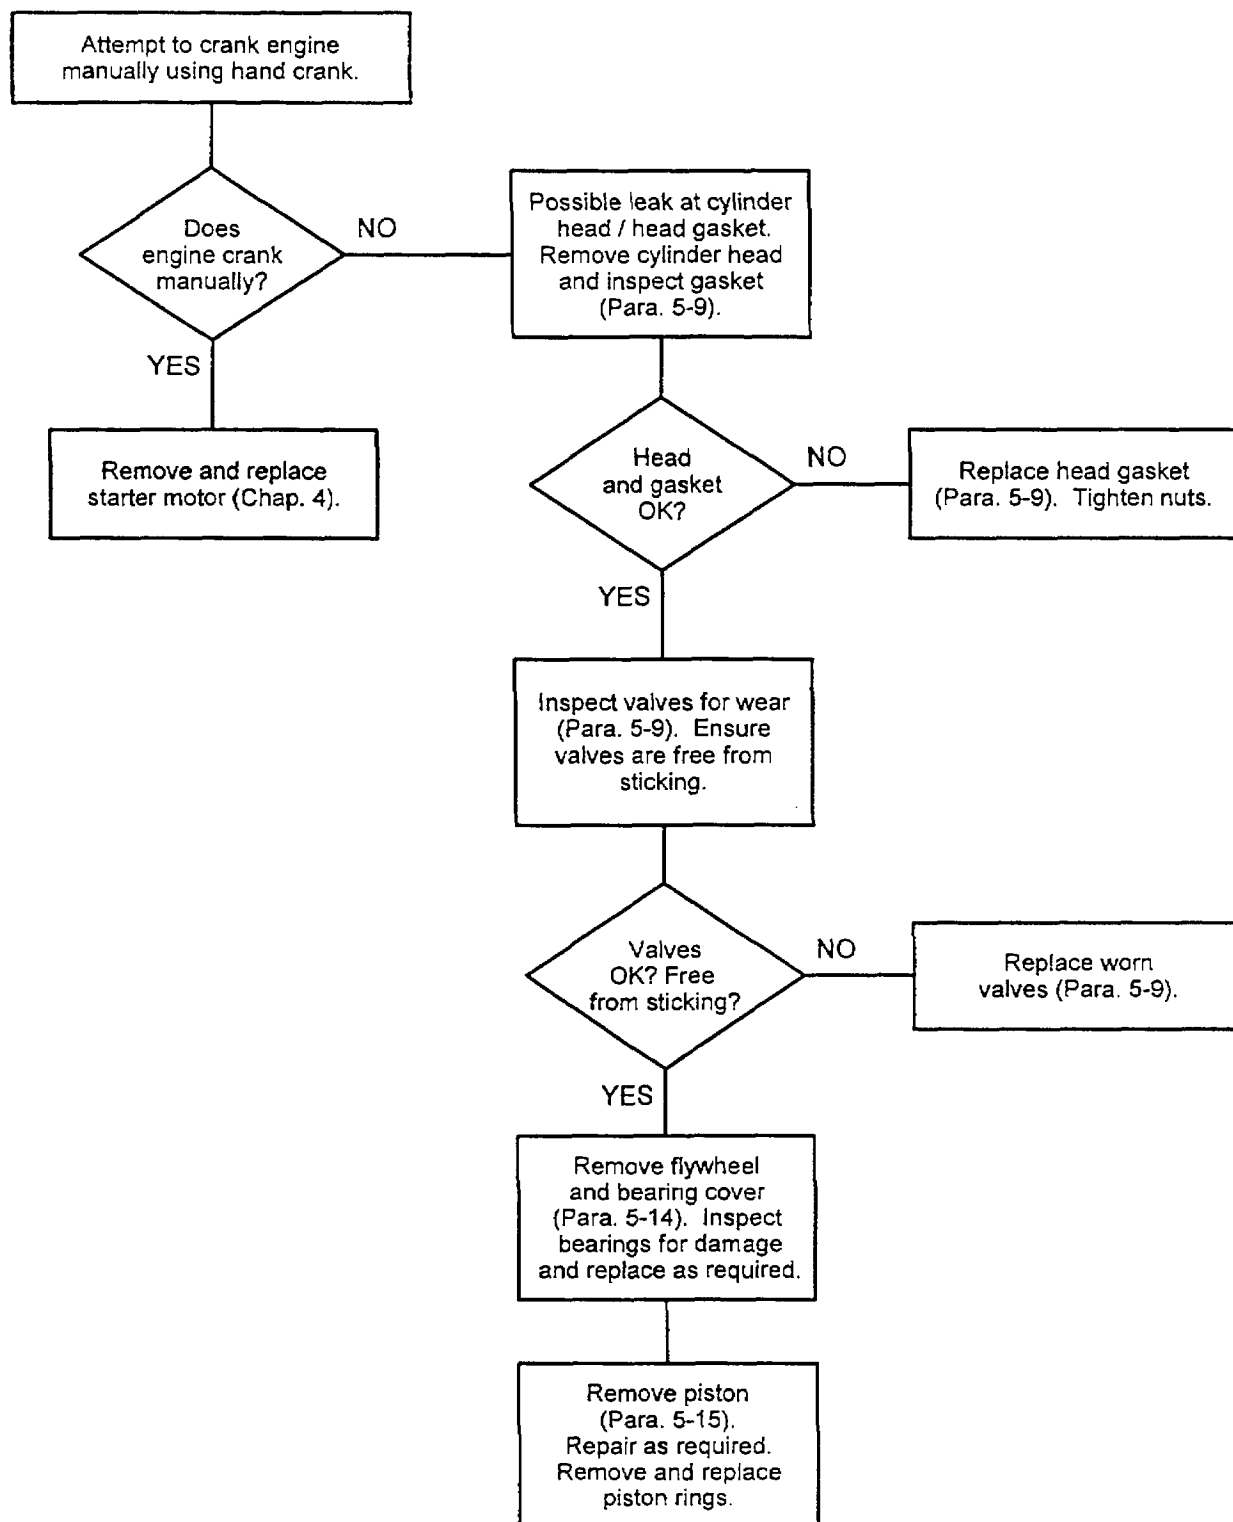 Attempt to crank engine
manually using hand crank.
Does
engine crank
manually?
NO
YES
Remove and replace
starter motor (Chap. 4).
Possible leak at cylinder
head / head gasket.
Remove cylinder head
and inspect gasket
(Para. 5-9).
Head
and gasket
OK?
NO
Replace head gasket
(Para. 5-9). Tighten nuts.
YES
Inspect valves for wear
(Para. 5-9). Ensure
valves are free from
sticking.
Valves
OK? Free
from sticking?
NO
Replace worn
valves (Para. 5-9).
YES
Remove flywheel
and bearing cover
(Para. 5-14). Inspect
bearings for damage
and replace as required.
Remove piston
(Para. 5-15).
Repair as required.
Remove and replace
piston rings.